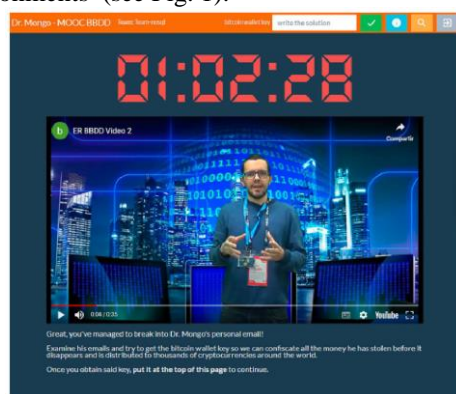 omments" (see Fig. 1).
Dr. Mongo - MOOC BBDD
bitcoin wallet key
write the solution
01:02:28
b
ER BBDD Video 2
Compartir
0:04 / 0:35
YouTube
Great, you've managed to break into Dr. Mongo's personal email!
Examine his emails and try to get the bitcoin wallet key so we can confiscate all the money he has stolen before it
disappears and is distributed to thousands of cryptocurrencies around the world.
Once you obtain said key, put it at the top of this page to continue.